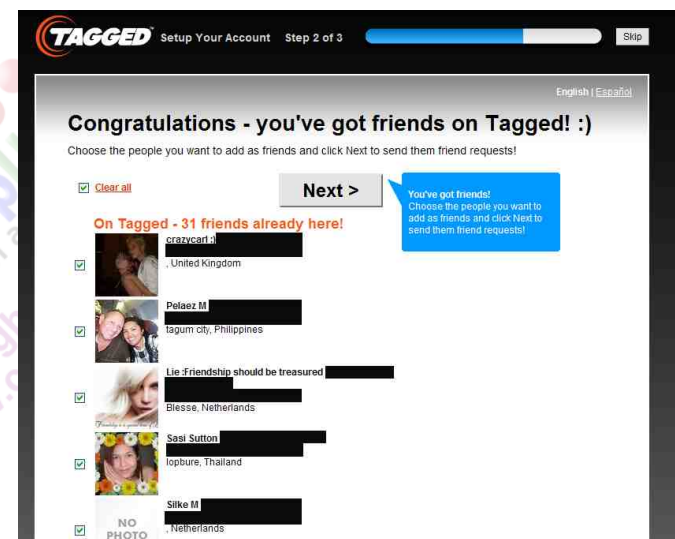 TAGGED™ Setup Your Account Step 2 of 3 Skip
English | Español
Congratulations - you've got friends on Tagged! :)
Choose the people you want to add as friends and click Next to send them friend requests!
Clear all
Next >
You've got friends!
Choose the people you want to
add as friends and click Next to
send them friend requests!
On Tagged - 31 friends already here!
crazycarl :)
, United Kingdom
Pelaez M
tagum city, Philippines
Lie :Friendship should be treasured
Blesse, Netherlands
Sasi Sutton
lopbure, Thailand
Silke M
, Netherlands
NO
PHOTO